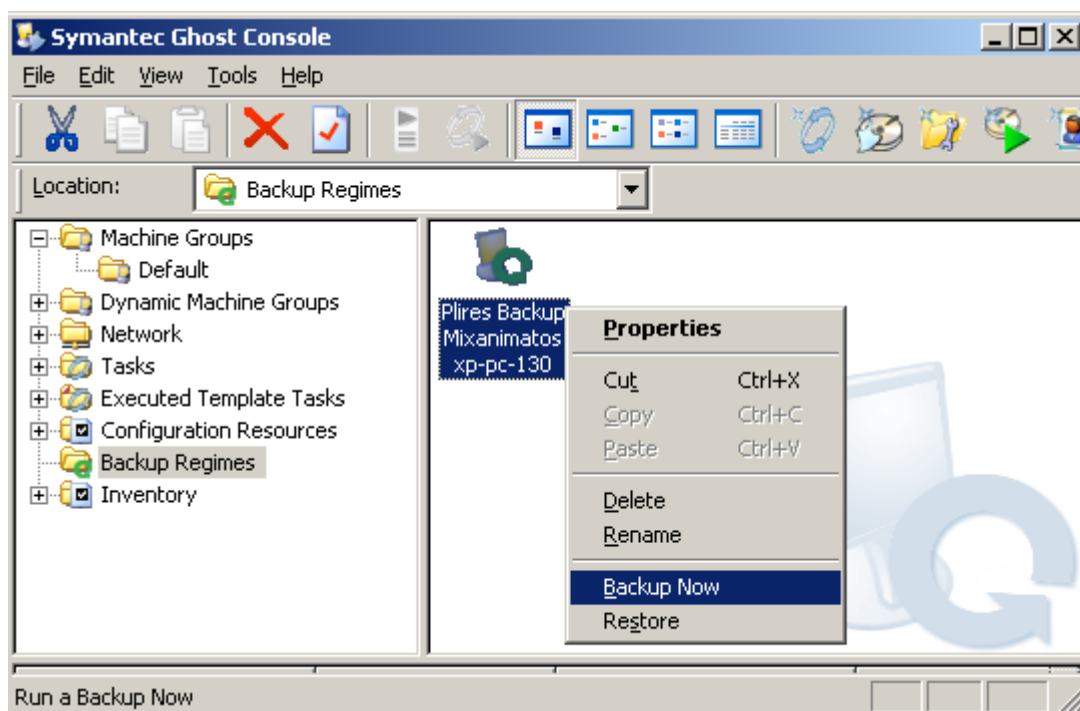 Symantec Ghost Console
File Edit View Tools Help
Location: Backup Regimes
Machine Groups
Default
Dynamic Machine Groups
Network
Tasks
Executed Template Tasks
Configuration Resources
Backup Regimes
Inventory
Plires Backup
Mixanimatos
xp-pc-130
Properties
Cut Ctrl+X
Copy Ctrl+C
Paste Ctrl+V
Delete
Rename
Backup Now
Restore
Run a Backup Now